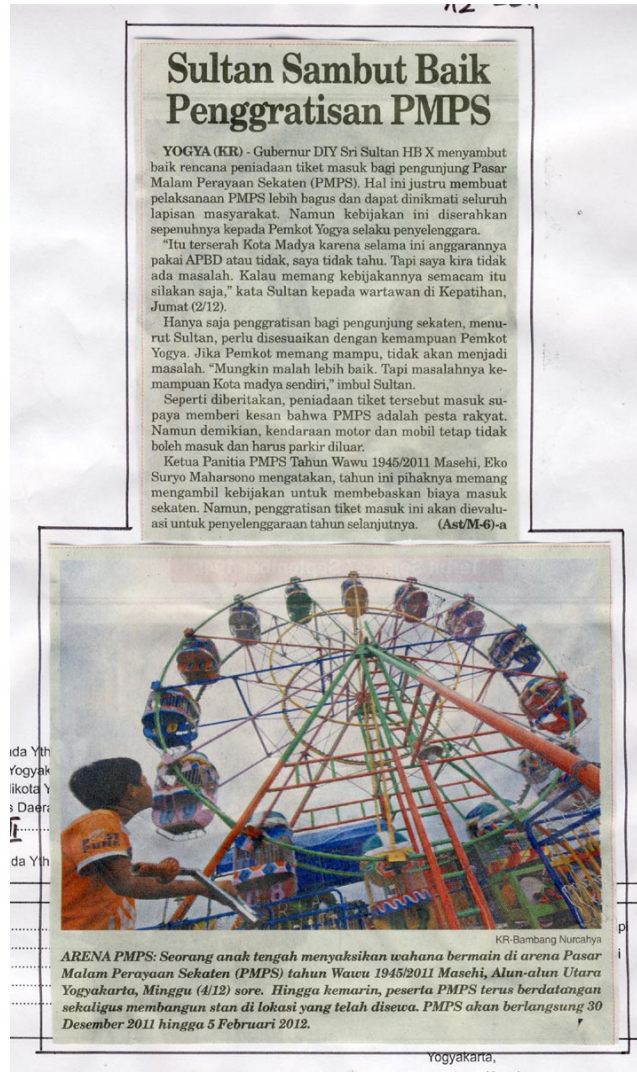 Sultan Sambut Baik
Penggratisan PMPS
YOGYA (KR) - Gubernur DIY Sri Sultan HB X menyambut
baik rencana peniadaan tiket masuk bagi pengunjung Pasar
Malam Perayaan Sekaten (PMPS). Hal ini justru membuat
pelaksanaan PMPS lebih bagus dan dapat dinikmati seluruh
lapisan masyarakat. Namun kebijakan ini diserahkan
sepenuhnya kepada Pemkot Yogya selaku penyelenggara.
"Itu terserah Kota Madya karena selama ini anggarannya
pakai APBD atau tidak, saya tidak tahu. Tapi saya kira tidak
ada masalah. Kalau memang kebijakannya semacam itu
silakan saja," kata Sultan kepada wartawan di Kepatihan,
Jumat (2/12).
Hanya saja penggratisan bagi pengunjung sekaten, menu-
rut Sultan, perlu disesuaikan dengan kemampuan Pemkot
Yogya. Jika Pemkot memang mampu, tidak akan menjadi
masalah. "Mungkin malah lebih baik. Tapi masalahnya ke-
mampuan Kota madya sendiri," imbul Sultan.
Seperti diberitakan, peniadaan tiket tersebut masuk su-
paya memberi kesan bahwa PMPS adalah pesta rakyat.
Namun demikian, kendaraan motor dan mobil tetap tidak
boleh masuk dan harus parkir diluar.
Ketua Panitia PMPS Tahun Wawu 1945/2011 Masehi, Eko
Suryo Maharsono mengatakan, tahun ini pihaknya memang
mengambil kebijakan untuk membebaskan biaya masuk
sekaten. Namun, penggratisan tiket masuk ini akan dievalu-
asi untuk penyelenggaraan tahun selanjutnya. (Ast/M-6)-a
nda Yth
Yogyak
likota Y
s Daera
da Yth
KR-Bambang Nurcahya
ARENA PMPS: Seorang anak tengah menyaksikan wahana bermain di arena Pasar
Malam Perayaan Sekaten (PMPS) tahun Wawu 1945/2011 Masehi, Alun-alun Utara
Yogyakarta, Minggu (4/12) sore. Hingga kemarin, peserta PMPS terus berdatangan
sekaligus membangun stan di lokasi yang telah disewa. PMPS akan berlangsung 30
Desember 2011 hingga 5 Februari 2012.
Yogyakarta,